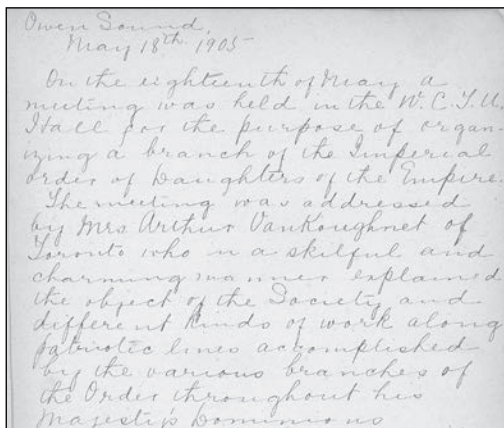 Owen Sound,
May 18th. 1905
On the eighteenth of May a
meeting was held in the W. C. T. U.
Hall for the purpose of organ
izing a branch of the Imperial
order of Daughters of the Empire.
The meeting was addressed
by Mrs Arthur VanKoughnet of
Toronto who in a skilful and
charming manner explained
the object of the Society and
different kinds of work along
patriotic lines accomplished
by the various branches of
the Order throughout his
Majesty's Dominions